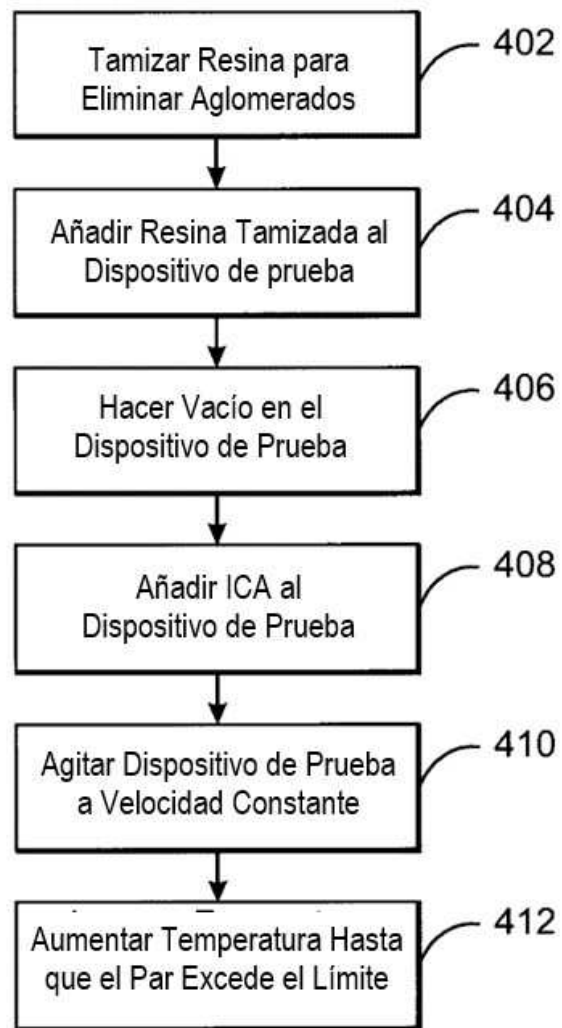 Tamizar Resina para
Eliminar Aglomerados
402
Añadir Resina Tamizada al
Dispositivo de prueba
404
Hacer Vacío en el
Dispositivo de Prueba
406
Añadir ICA al
Dispositivo de Prueba
408
Agitar Dispositivo de Prueba
a Velocidad Constante
410
Aumentar Temperatura Hasta
que el Par Excede el Límite
412